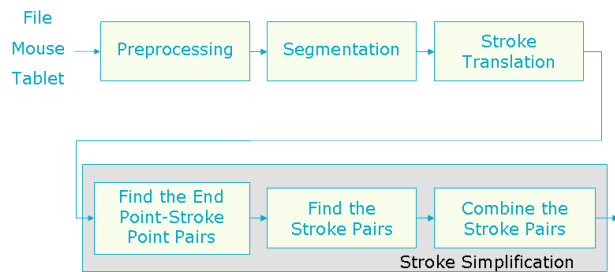 File
Mouse
Tablet
Preprocessing
Segmentation
Stroke
Translation
Find the End
Point-Stroke
Point Pairs
Find the
Stroke Pairs
Combine the
Stroke Pairs
Stroke Simplification